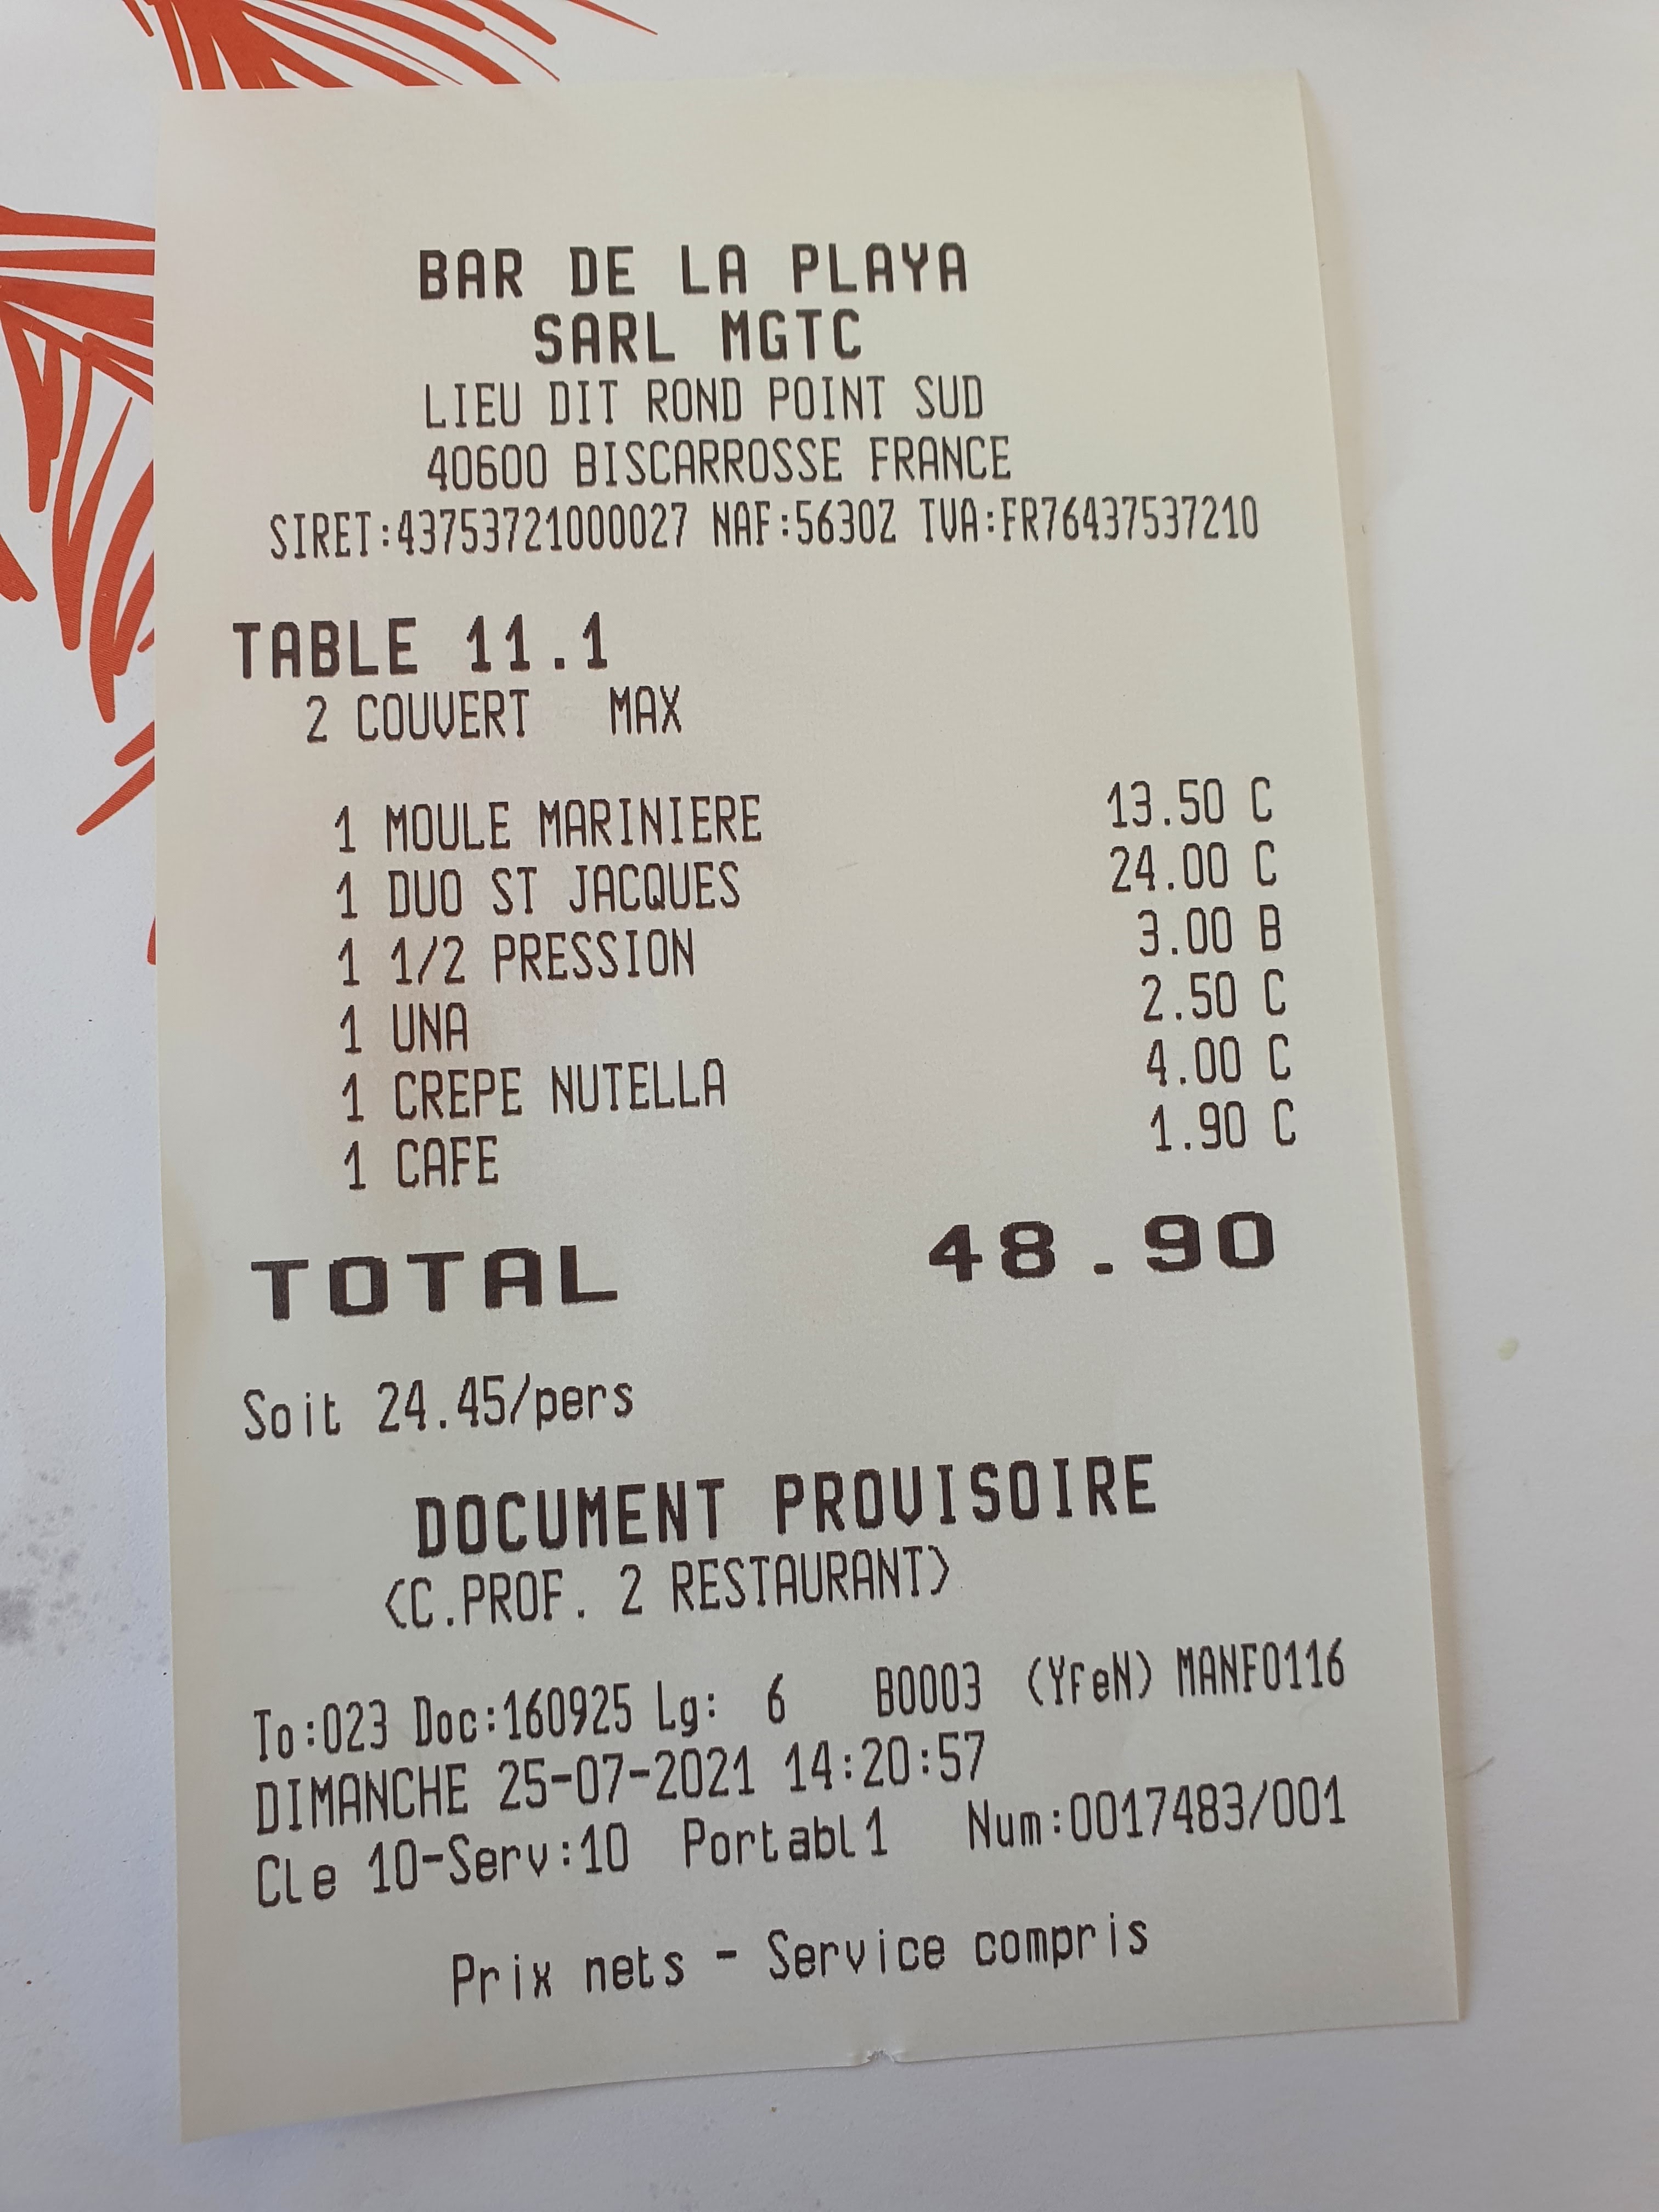 BAR DE LA PLAYA
SARL MGTC
LIEU DIT ROND POINT SUD
40600 BISCARROSSE FRANCE
SIRET:43753721000027 NAF:5630Z TVA:FR76437537210
TABLE 11.1
2 COUVERT MAX
1 MOULE MARINIERE 13.50 C
1 DUO ST JACQUES 24.00 C
1 1/2 PRESSION 3.00 B
1 UNA 2.50 C
1 CREPE NUTELLA 4.00 C
1 CAFE 1.90 C
TOTAL 48.90
Soit 24.45/pers
DOCUMENT PROVISOIRE
<C.PROF. 2 RESTAURANT>
To:023 Doc:160925 Lg: 6 B0003 (YFeN) MANF0116
DIMANCHE 25-07-2021 14:20:57
Cle 10-Serv:10 Portabl1 Num:0017483/001
Prix nets - Service compris